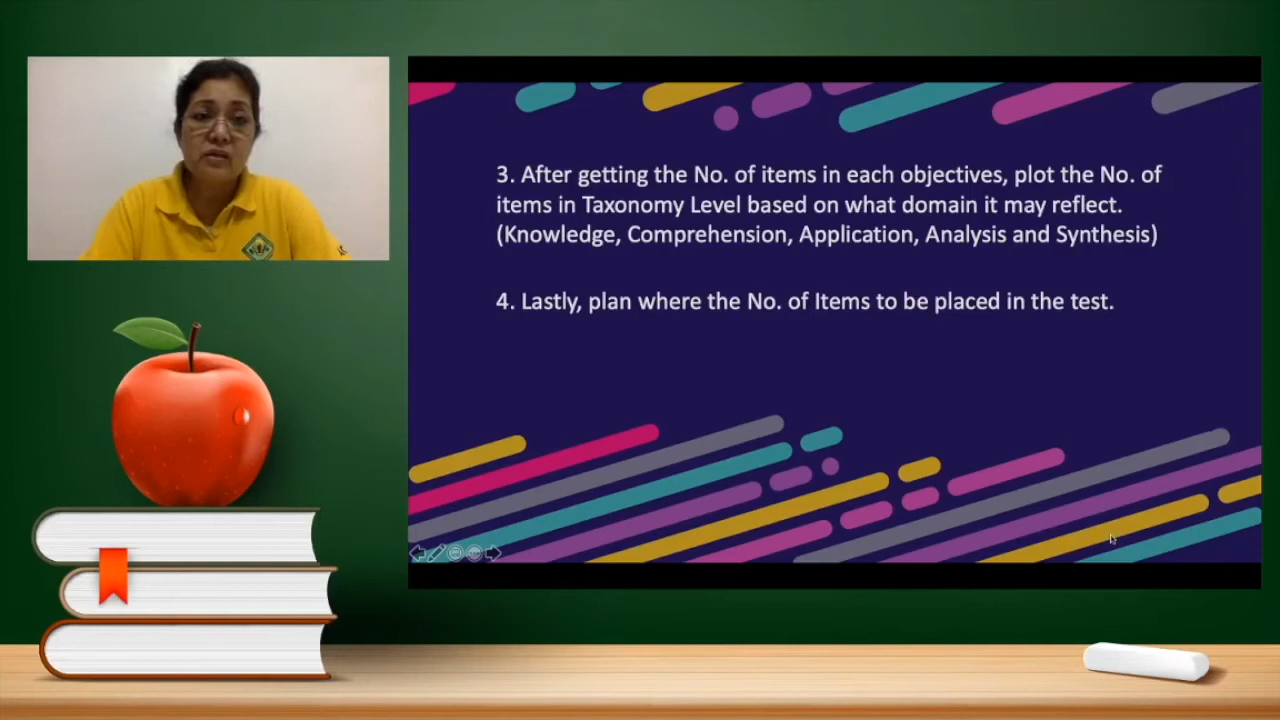 3. After getting the No. of items in each objectives, plot the No. of
items in Taxonomy Level based on what domain it may reflect.
(Knowledge, Comprehension, Application, Analysis and Synthesis)
4. Lastly, plan where the No. of Items to be placed in the test.